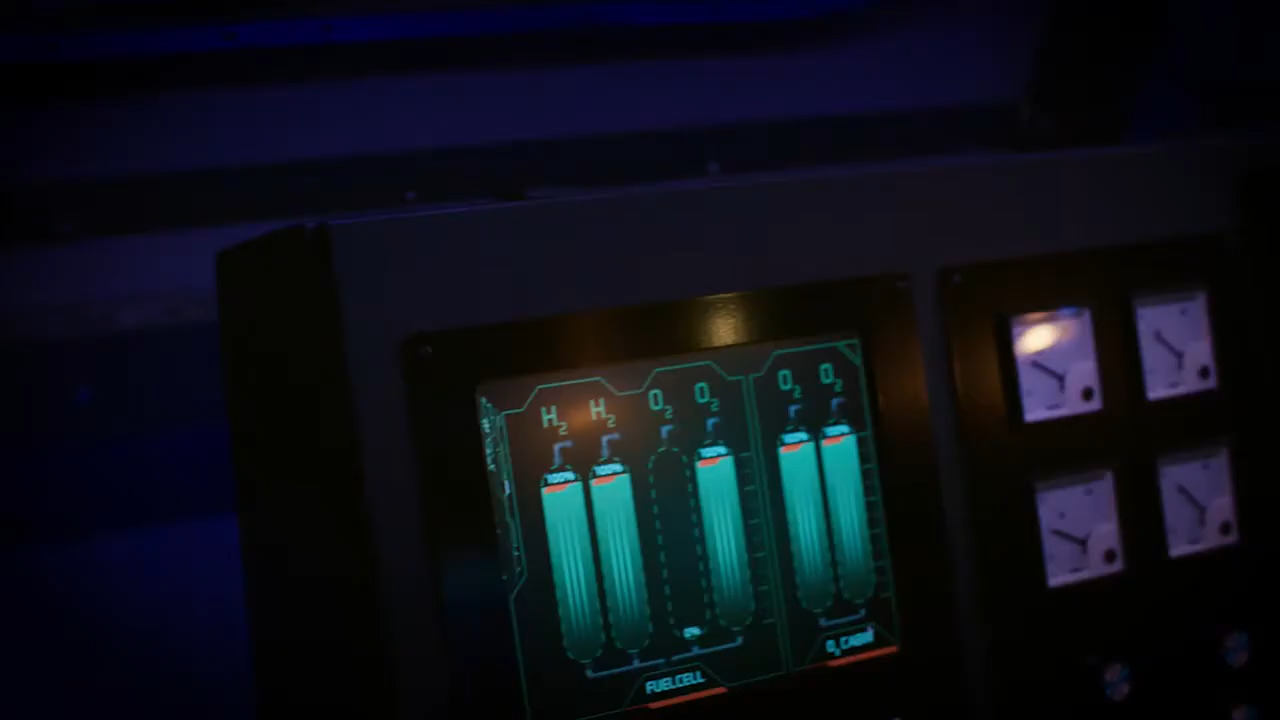 H2 H2 O2 O2 O2 O2
100% 100% 100% 100% 100%
0%
FUELCELL O2 CABIN